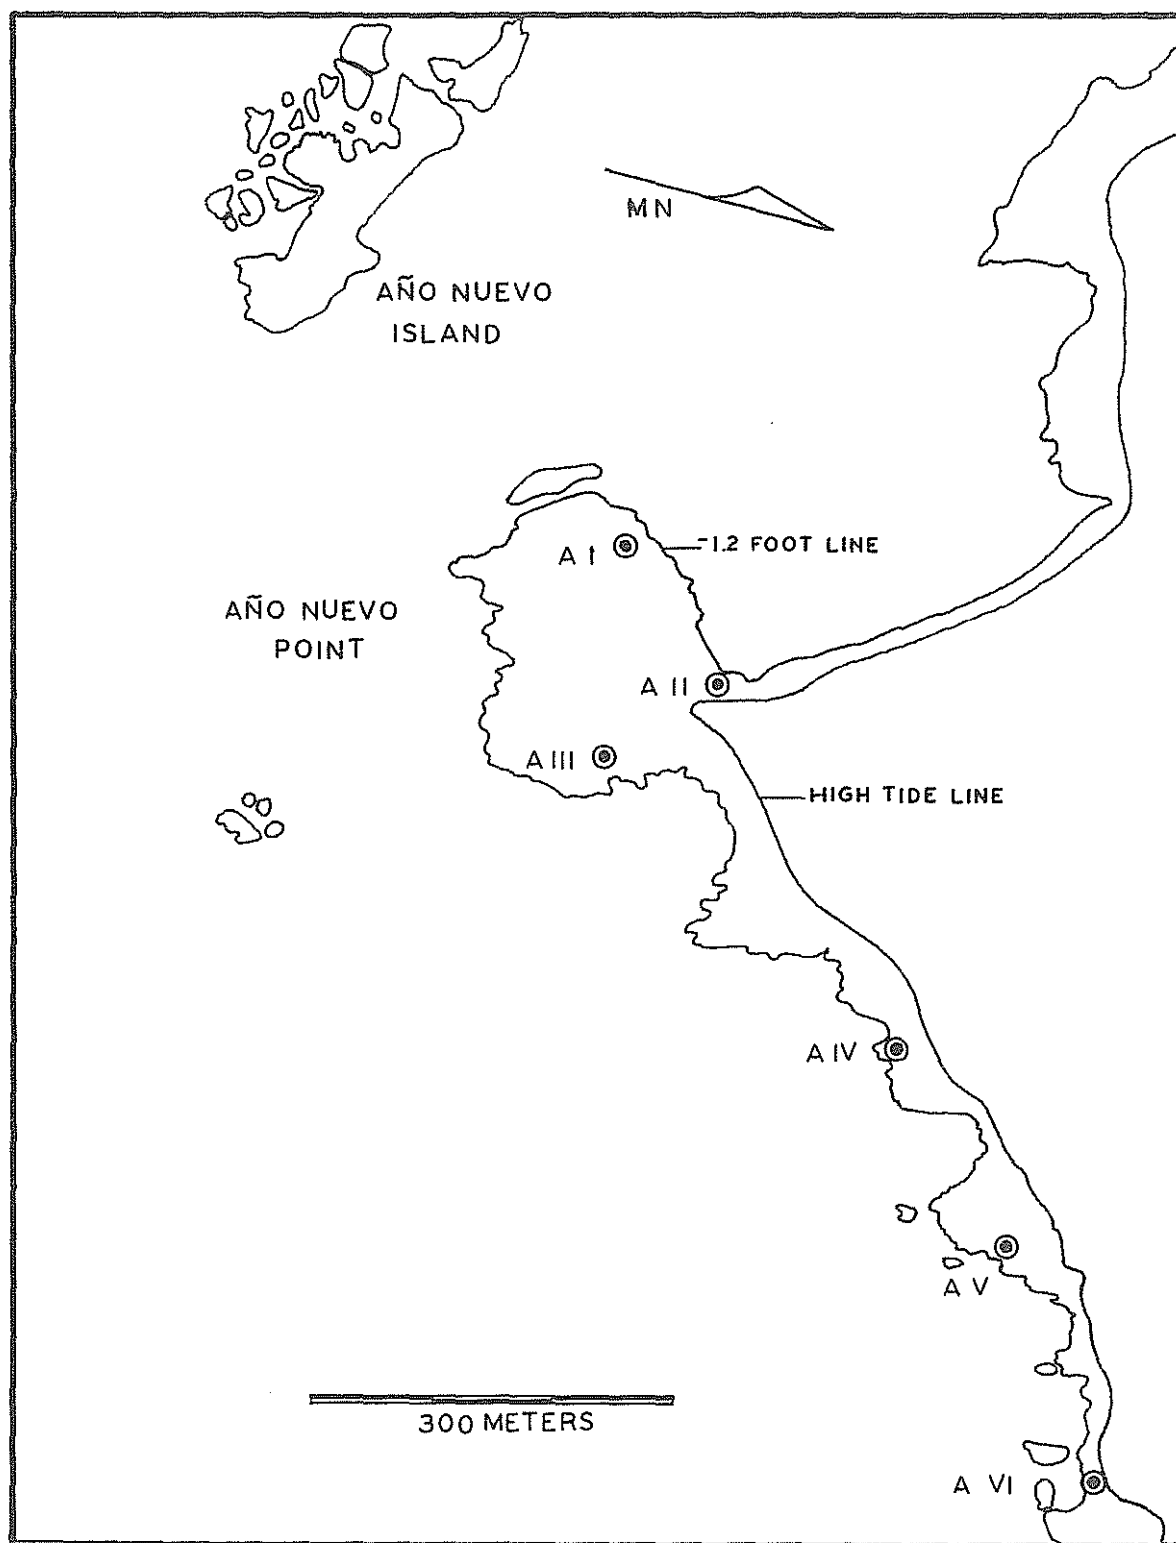 MN
AÑO NUEVO
ISLAND
A I
-1.2 FOOT LINE
AÑO NUEVO
POINT
A II
A III
HIGH TIDE LINE
A IV
A V
300 METERS
A VI